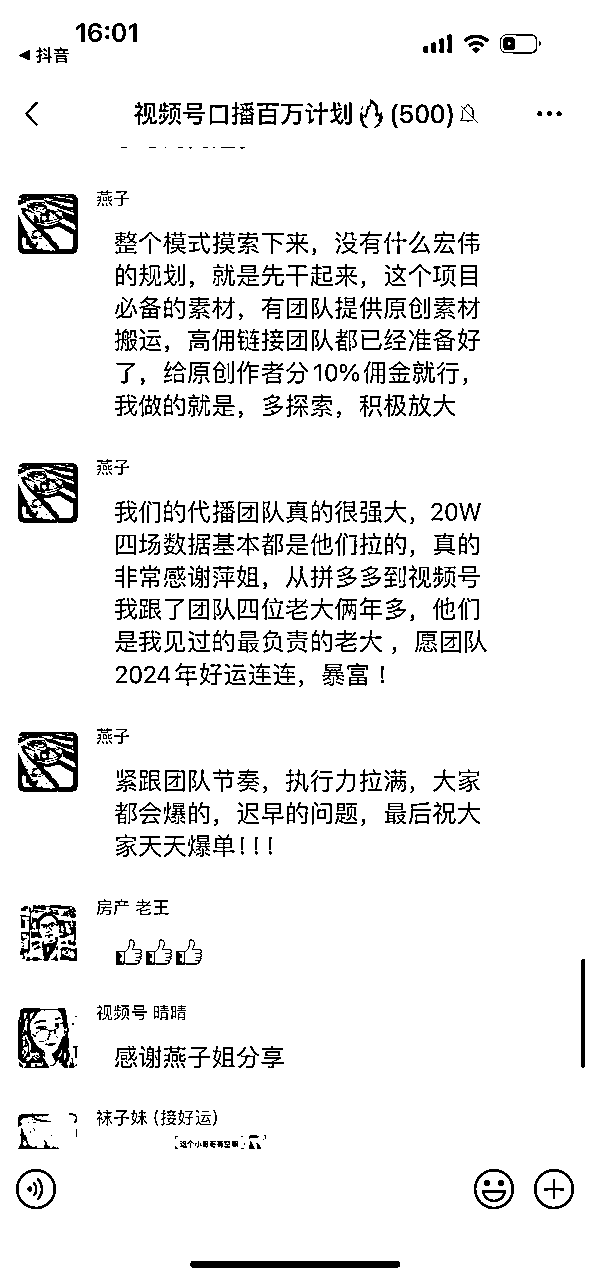 16:01
◀ 抖音
视频号口播百万计划🔥(500)
燕子
整个模式摸索下来，没有什么宏伟
的规划，就是先干起来，这个项目
必备的素材，有团队提供原创素材
搬运，高佣链接团队都已经准备好
了，给原创作者分10%佣金就行，
我做的就是，多探索，积极放大
燕子
我们的代播团队真的很强大，20W
四场数据基本都是他们拉的，真的
非常感谢萍姐，从拼多多到视频号
我跟了团队四位老大俩年多，他们
是我见过的最负责的老大 ，愿团队
2024年好运连连，暴富！
燕子
紧跟团队节奏，执行力拉满，大家
都会爆的，迟早的问题，最后祝大
家天天爆单!!!
房产 老王
👍👍👍
视频号 晴晴
感谢燕子姐分享
袜子妹 (接好运)